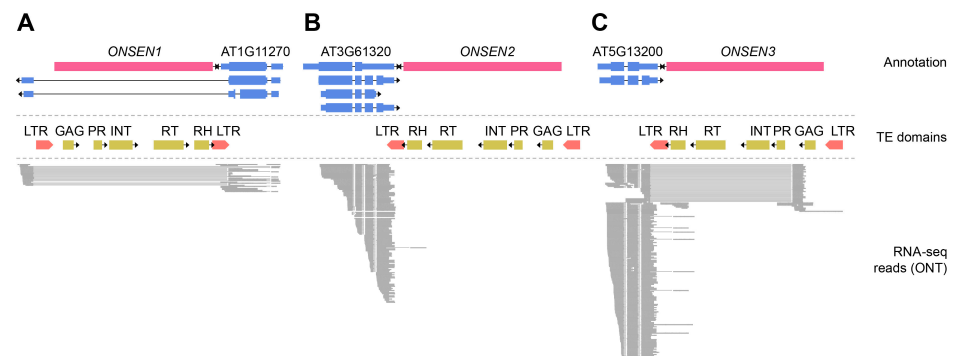 A B C
ONSEN1 AT1G11270 AT3G61320 ONSEN2 AT5G13200 ONSEN3
Annotation
LTR GAG PR INT RT RH LTR LTR RH RT INT PR GAG LTR LTR RH RT INT PR GAG LTR
TE domains
RNA-seq
reads (ONT)